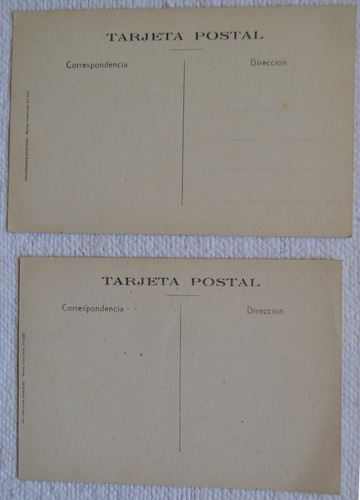 TARJETA POSTAL
Correspondencia
Direccion
TARJETA POSTAL
Correspondencia
Direccion